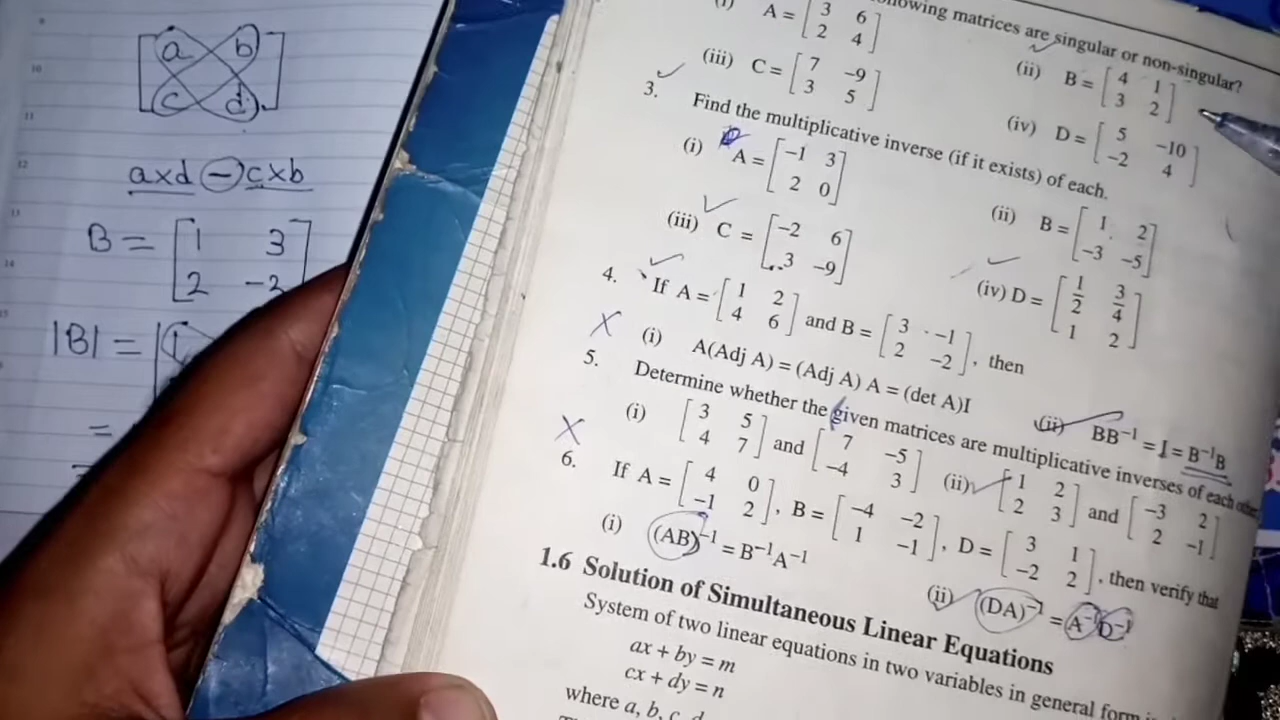 a b
c d
axd - cxb
B = [ 1 3
2 -2
|B| =
=
owing matrices are singular or non-singular?
(i) A = [ 3 6
2 4 ]
(ii) B = [ 4 1
3 2 ]
(iii) C = [ 7 -9
3 5 ]
(iv) D = [ 5 -10
-2 4 ]
3. Find the multiplicative inverse (if it exists) of each.
(i) A = [ -1 3
2 0 ]
(ii) B = [ 1 2
-3 -5 ]
(iii) C = [ -2 6
3 -9 ]
(iv) D = [ 1/2 3/4
1 2 ]
4. If A = [ 1 2
4 6 ] and B = [ 3 -1
2 -2 ], then
(i) A(Adj A) = (Adj A) A = (det A)I
(ii) BB⁻¹ = I = B⁻¹B
5. Determine whether the given matrices are multiplicative inverses of each other
(i) [ 3 5
4 7 ] and [ 7 -5
-4 3 ]
(ii) [ 1 2
2 3 ] and [ -3 2
2 -1 ]
6. If A = [ 4 0
-1 2 ], B = [ -4 -2
1 -1 ], D = [ 3 1
-2 2 ], then verify that
(i) (AB)⁻¹ = B⁻¹A⁻¹
(ii) (DA)⁻¹ = A⁻¹D⁻¹
1.6 Solution of Simultaneous Linear Equations
System of two linear equations in two variables in general form
ax + by = m
cx + dy = n
where a, b, c, d